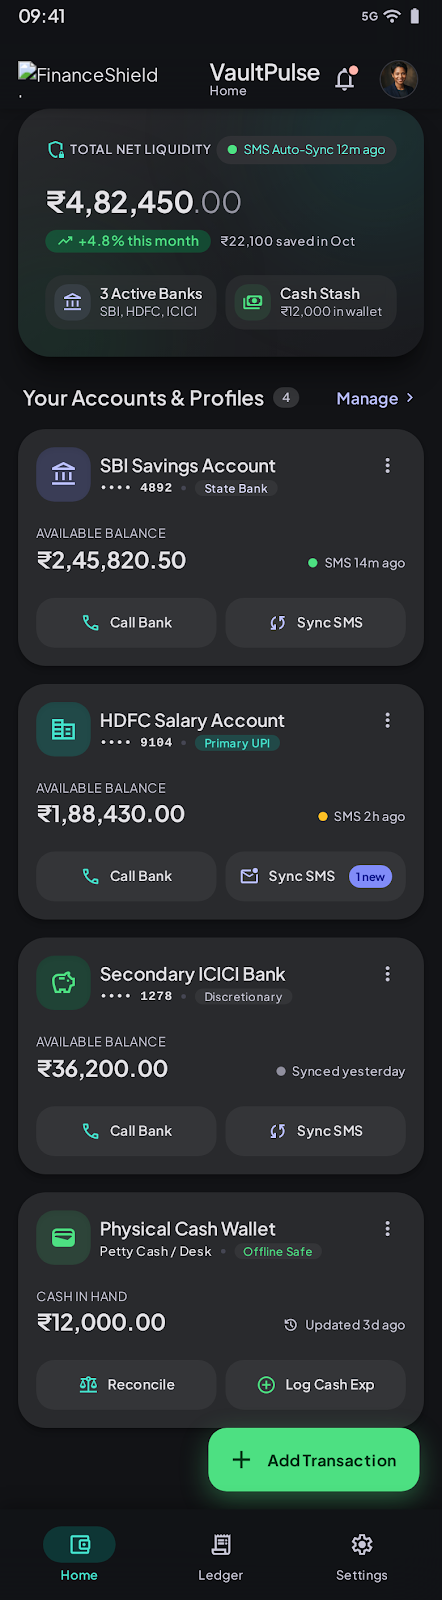 09:41
5G
FinanceShield
.
VaultPulse
Home
TOTAL NET LIQUIDITY
SMS Auto-Sync 12m ago
₹4,82,450.00
+4.8% this month
₹22,100 saved in Oct
3 Active Banks
SBI, HDFC, ICICI
Cash Stash
₹12,000 in wallet
Your Accounts & Profiles
4
Manage
SBI Savings Account
•••• 4892 • State Bank
AVAILABLE BALANCE
₹2,45,820.50
SMS 14m ago
Call Bank
Sync SMS
HDFC Salary Account
•••• 9104 • Primary UPI
AVAILABLE BALANCE
₹1,88,430.00
SMS 2h ago
Call Bank
Sync SMS
1 new
Secondary ICICI Bank
•••• 1278 • Discretionary
AVAILABLE BALANCE
₹36,200.00
Synced yesterday
Call Bank
Sync SMS
Physical Cash Wallet
Petty Cash / Desk • Offline Safe
CASH IN HAND
₹12,000.00
Updated 3d ago
Reconcile
Log Cash Exp
Add Transaction
Home
Ledger
Settings